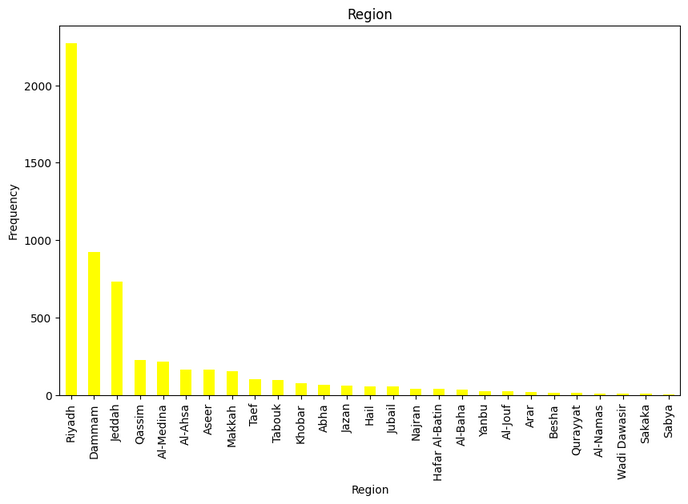 Region
Frequency
2000
1500
1000
500
0
Riyadh
Dammam
Jeddah
Qassim
Al-Medina
Al-Ahsa
Aseer
Makkah
Taef
Tabouk
Khobar
Abha
Jazan
Hail
Jubail
Najran
Hafar Al-Batin
Al-Baha
Yanbu
Al-Jouf
Arar
Besha
Qurayyat
Al-Namas
Wadi Dawasir
Sakaka
Sabya
Region